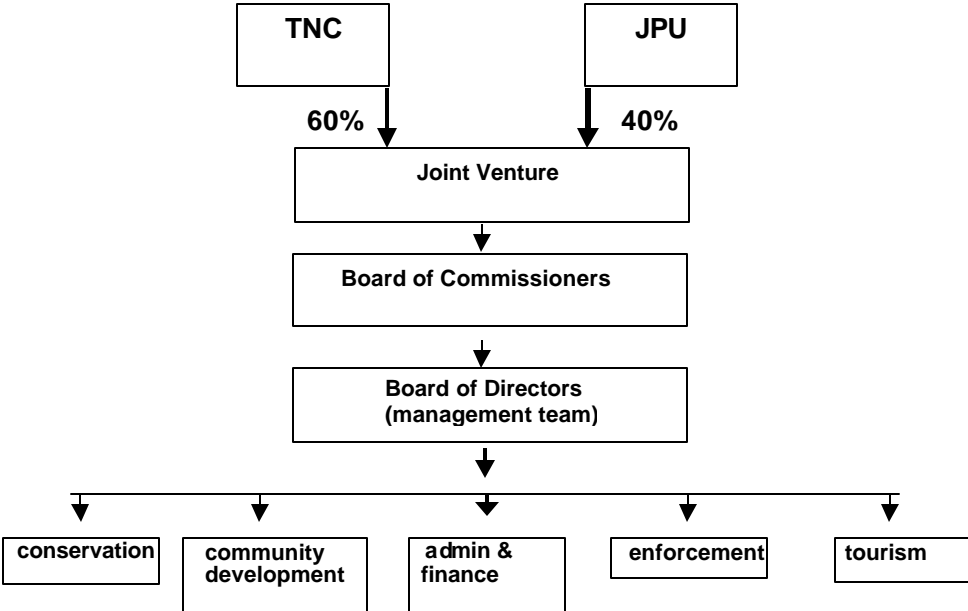 TNC
JPU
60%
40%
Joint Venture
Board of Commissioners
Board of Directors
(management team)
conservation
community
development
admin &
finance
enforcement
tourism